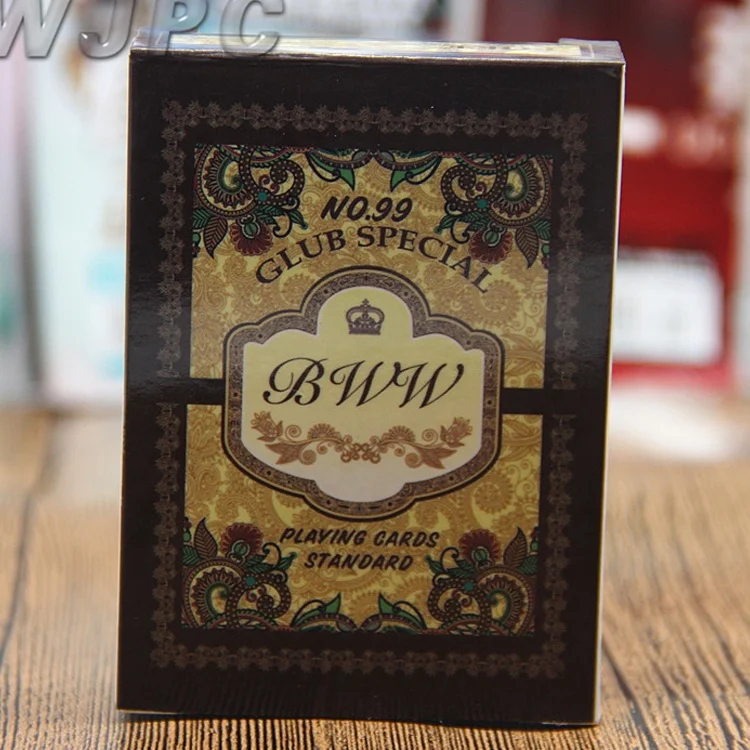 WJPC
NO.99
GLUB SPECIAL
BWW
PLAYING CARDS
STANDARD